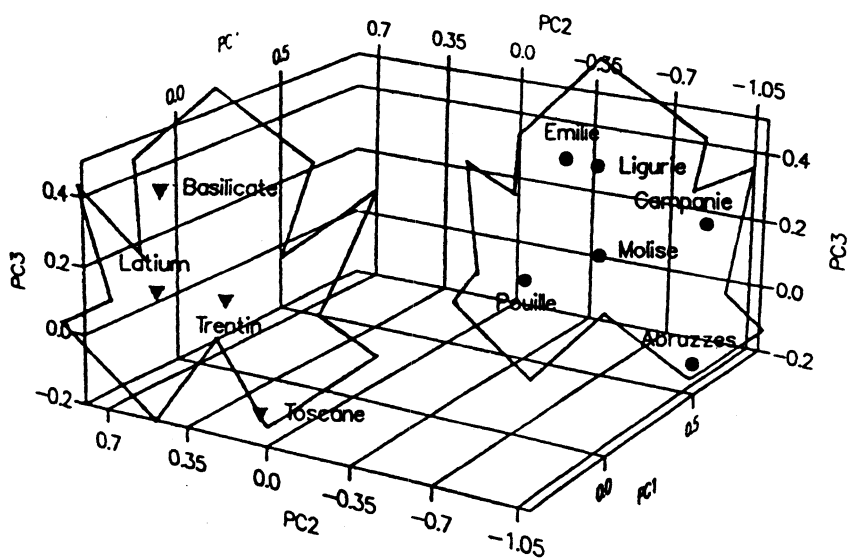 PC2
PC'
0.0
0.5
0.7
0.35
0.0
-0.35
-0.7
-1.05
Emilie
Ligurie
Basilicate
Campanie
0.4
0.4
Latium
Molise
0.2
0.2
PC3
PC3
Trentin
Pouille
0.0
0.0
Abruzzes
-0.2
-0.2
Toscane
0.7
0.35
0.0
-0.35
-0.7
-1.05
PC2
0.0
0.5
PC1